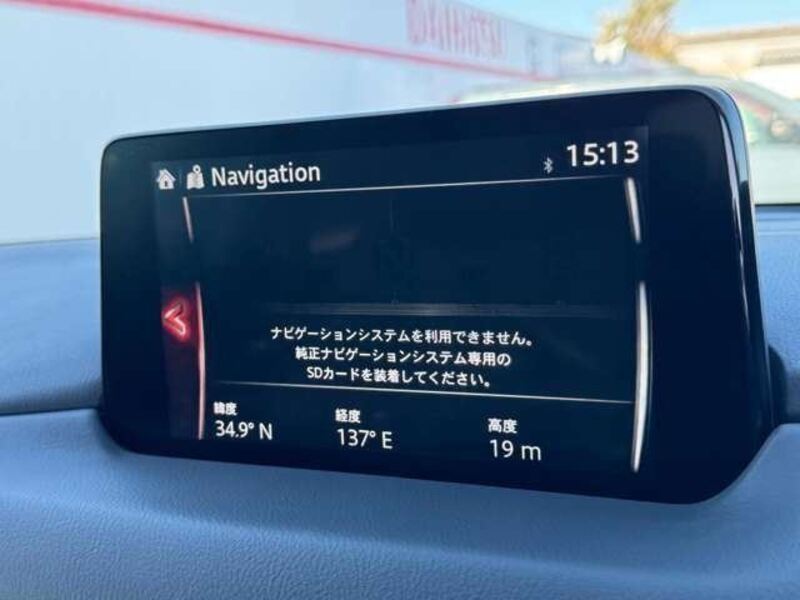 DAIHATSU
Navigation
15:13
ナビゲーションシステムを利用できません。
純正ナビゲーションシステム専用の
SDカードを装着してください。
緯度
経度
高度
34.9° N
137° E
19 m